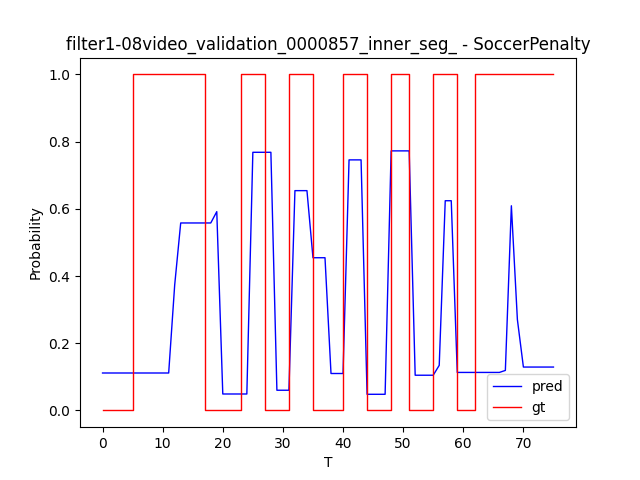 filter1-08video_validation_0000857_inner_seg_ - SoccerPenalty
1.0
0.8
0.6
0.4
0.2
0.0
Probability
0 10 20 30 40 50 60 70
T
pred
gt